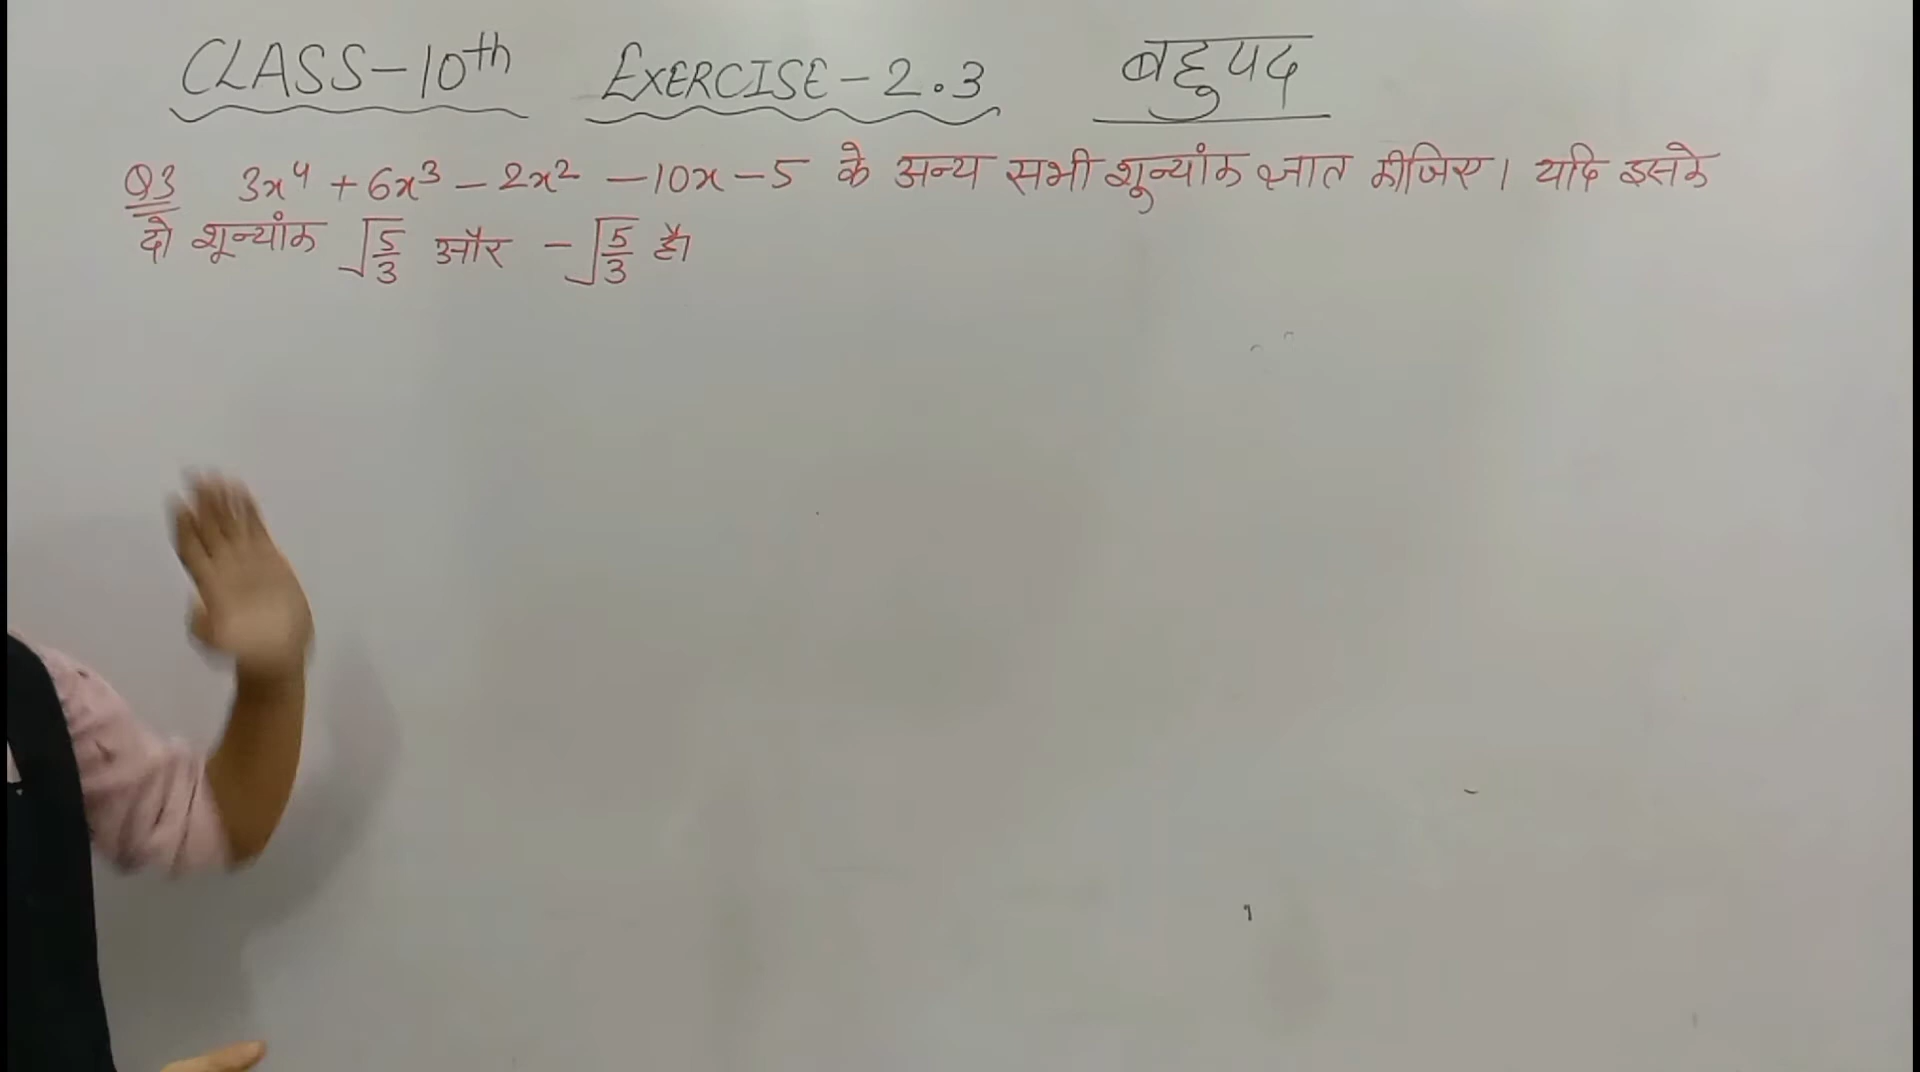 CLASS-10th EXERCISE-2.3 बहुपद
Q3 3x⁴ + 6x³ - 2x² - 10x - 5 के अन्य सभी शून्यांक ज्ञात कीजिए। यदि इसके
दो शून्यांक √5/3 और -√5/3 है।